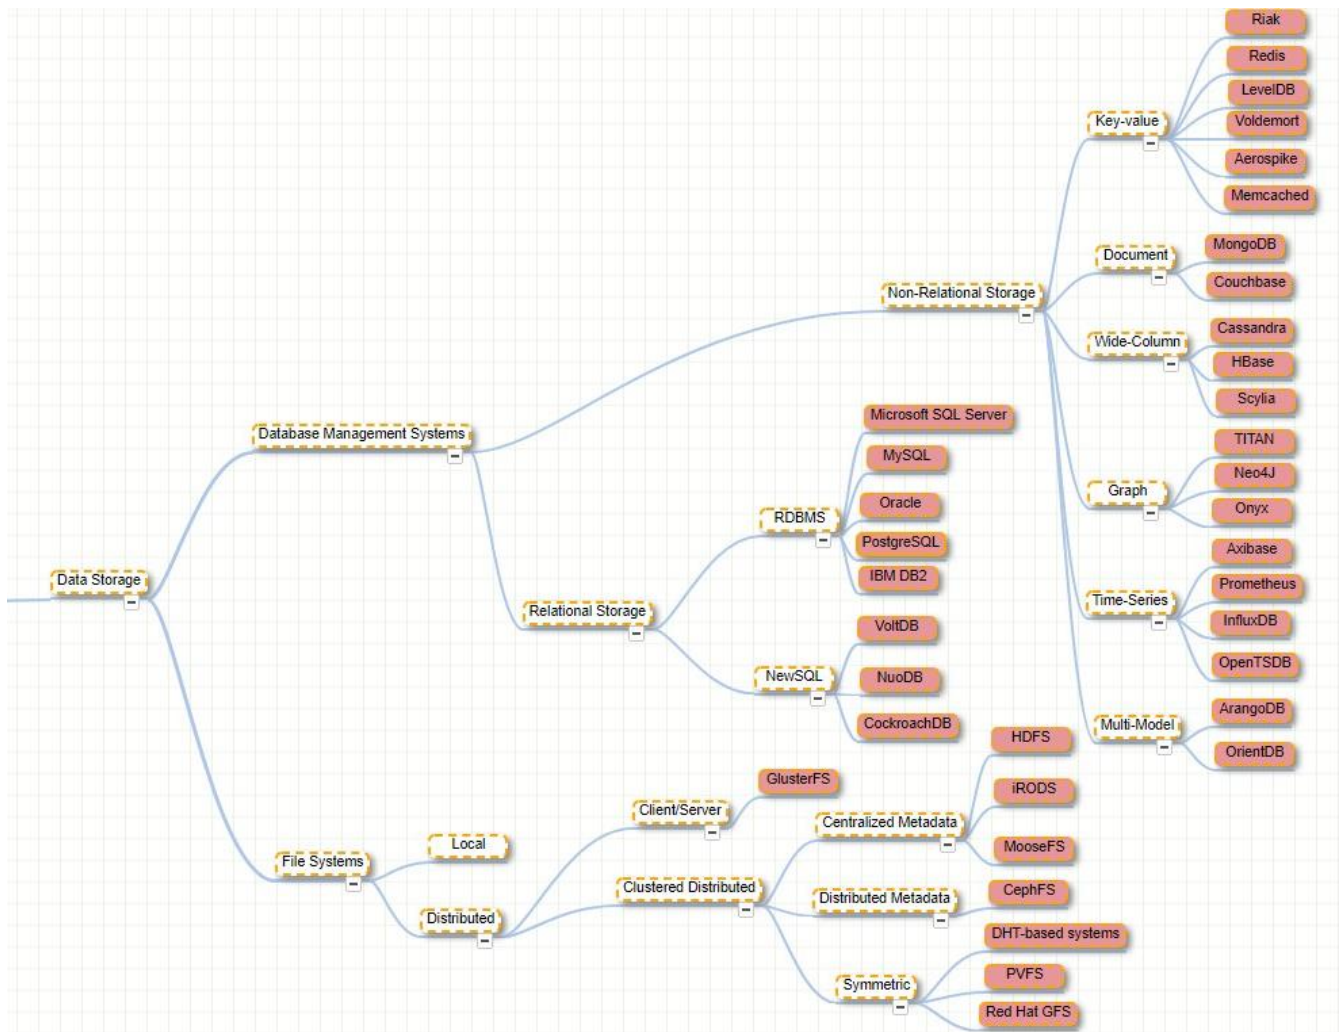 Data Storage
Database Management Systems
Non-Relational Storage
Key-value
Riak
Redis
LevelDB
Voldemort
Aerospike
Memcached
Document
MongoDB
Couchbase
Wide-Column
Cassandra
HBase
Scylia
Graph
TITAN
Neo4J
Onyx
Time-Series
Axibase
Prometheus
InfluxDB
OpenTSDB
Multi-Model
ArangoDB
OrientDB
Relational Storage
RDBMS
Microsoft SQL Server
MySQL
Oracle
PostgreSQL
IBM DB2
NewSQL
VoltDB
NuoDB
CockroachDB
File Systems
Local
Distributed
Client/Server
GlusterFS
Clustered Distributed
Centralized Metadata
HDFS
iRODS
MooseFS
Distributed Metadata
CephFS
Symmetric
DHT-based systems
PVFS
Red Hat GFS